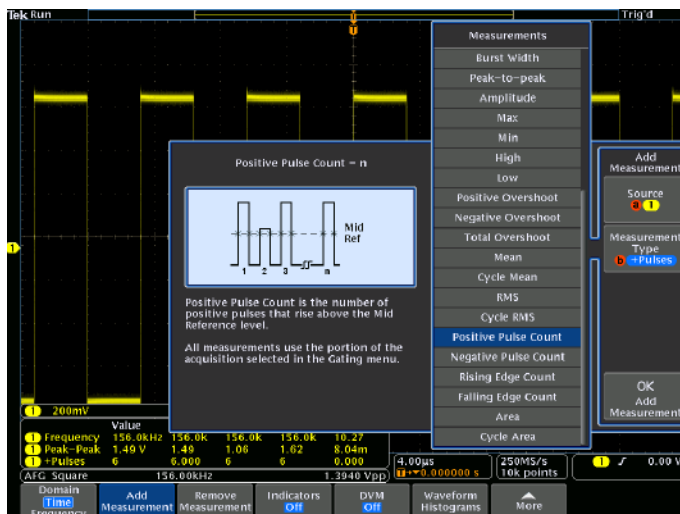 Tek Run
Trig'd
T
T
Measurements
Burst Width
Peak-to-peak
Amplitude
Max
Min
High
Low
Positive Overshoot
Negative Overshoot
Total Overshoot
Mean
Cycle Mean
RMS
Cycle RMS
Positive Pulse Count
Negative Pulse Count
Rising Edge Count
Falling Edge Count
Area
Cycle Area
Positive Pulse Count - n
Mid
Ref
1 2 3 n
Positive Pulse Count is the number of
positive pulses that rise above the Mid
Reference level.
All measurements use the portion of the
acquisition selected in the Gating menu.
Add
Measurement
Source
a 1
Measurement
Type
b +Pulses
OK
Add
Measurement
1
1 200mV
Value
1 Frequency 156.0kHz 156.0k 156.0k 156.0k 10.27
1 Peak-Peak 1.49 V 1.49 1.06 1.62 8.04m
1 +Pulses 6 6.000 6 6 0.000
AFG Square 156.00kHz 1.3940 Vpp
4.00µs
T 0.000000 s
250MS/s
10k points
1 0.00 V
Domain
Time
Frequency
Add
Measurement
Remove
Measurement
Indicators
Off
DVM
Off
Waveform
Histograms
More